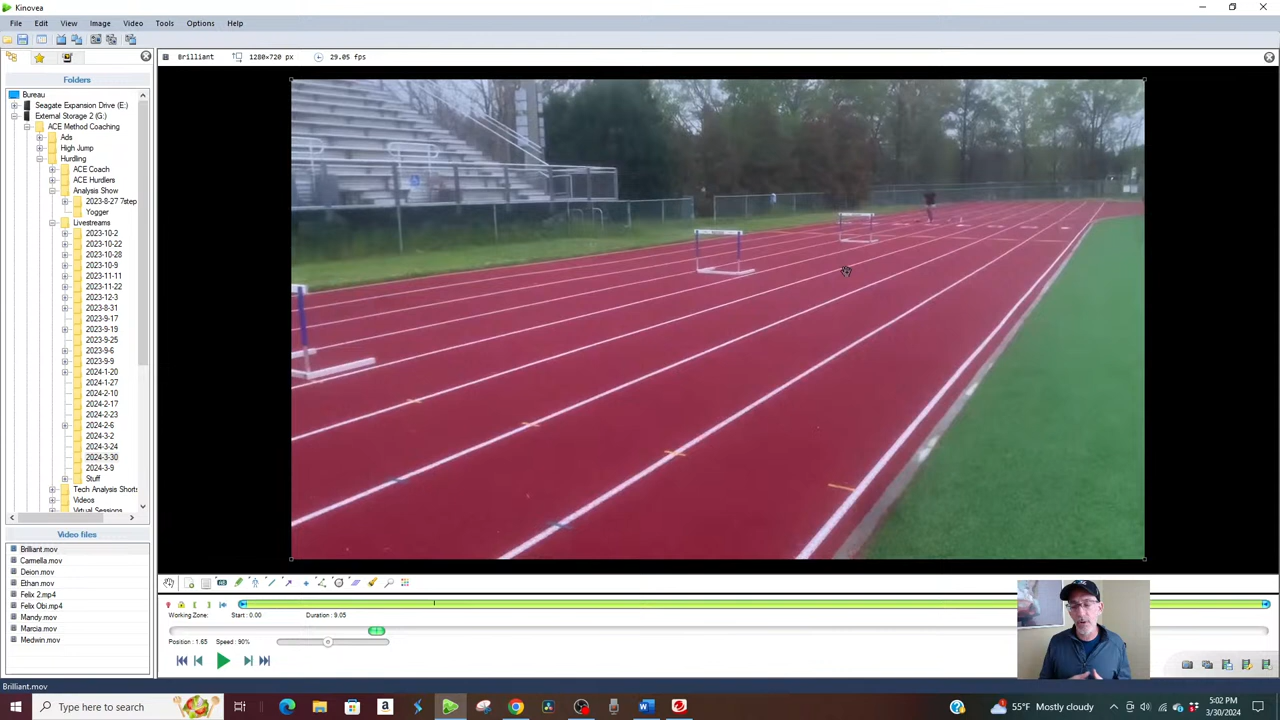 Kinovea
File Edit View Image Video Tools Options Help
Brilliant 1280×720 px 29.05 fps
Folders
Bureau
Seagate Expansion Drive (E:)
External Storage 2 (G:)
ACE Method Coaching
Ads
High Jump
Hurdling
ACE Coach
ACE Hurdlers
Analysis Show
2023-8-27 7step
Yogger
Livestreams
2023-10-2
2023-10-22
2023-10-28
2023-10-9
2023-11-11
2023-11-22
2023-12-3
2023-8-31
2023-9-17
2023-9-19
2023-9-25
2023-9-6
2023-9-9
2024-1-20
2024-1-27
2024-2-10
2024-2-17
2024-2-23
2024-2-6
2024-3-2
2024-3-24
2024-3-30
2024-3-9
Stuff
Tech Analysis Shorts
Videos
Virtual Sessions
Video files
Brilliant.mov
Carmella.mov
Deion.mov
Ethan.mov
Felix 2.mp4
Felix Obi.mp4
Mandy.mov
Marcia.mov
Medwin.mov
Working Zone: Start : 0.00 Duration : 9.05
Position : 1.65 Speed : 90%
Brilliant.mov
Type here to search
55°F Mostly cloudy
5:02 PM
3/30/2024